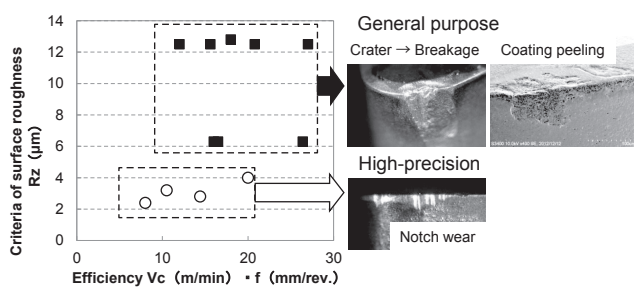 General purpose
Crater → Breakage
Coating peeling
High-precision
Notch wear
Criteria of surface roughness
Rz (μm)
14
12
10
8
6
4
2
0
0
10
20
30
Efficiency Vc (m/min) ・f (mm/rev.)